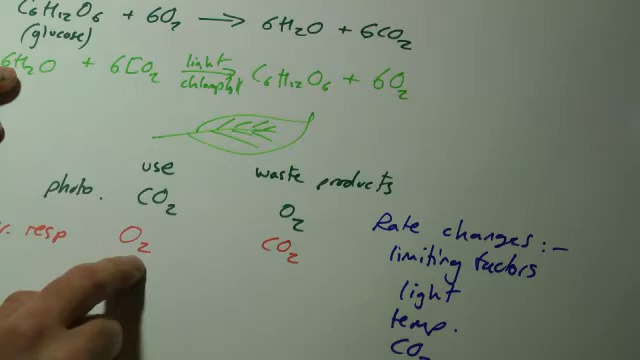 C6H12O6 + 6O2 → 6H2O + 6CO2
(glucose)
6H2O + 6CO2 light → C6H12O6 + 6O2
use waste products
photo. CO2 O2
r. resp O2 CO2
Rate changes :-
limiting factors
light
temp.
CO2